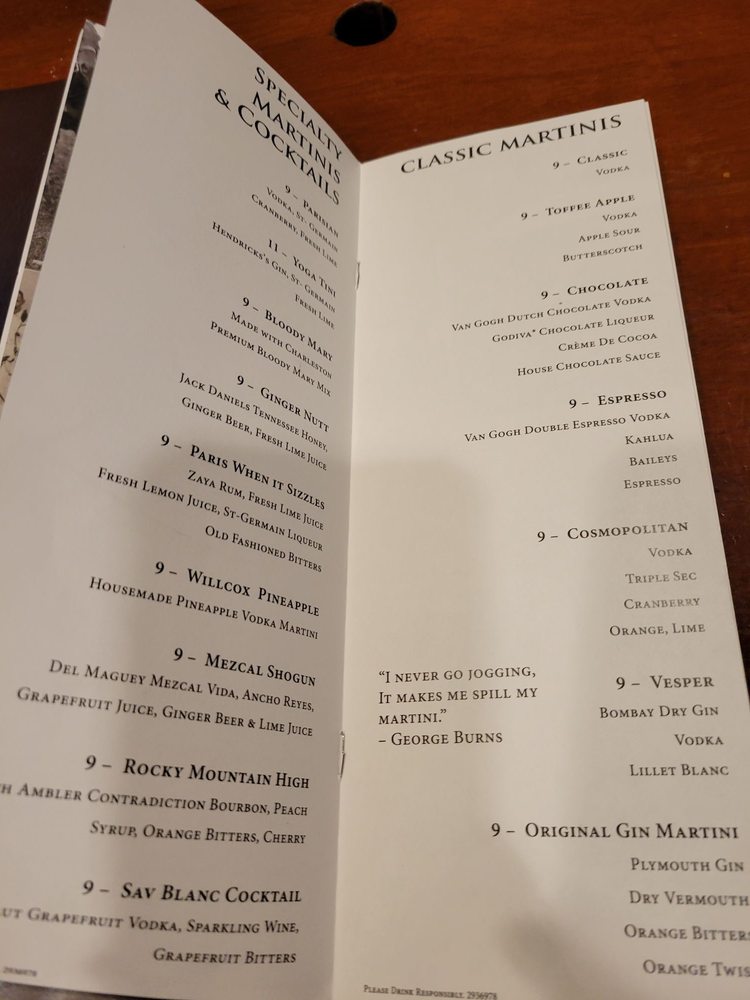 SPECIALTY
MARTINIS
& COCKTAILS
9 – PARISIAN
VODKA, ST. GERMAIN
CRANBERRY, FRESH LIME
11 – YOGA TINI
HENDRICKS'S GIN, ST. GERMAIN
FRESH LIME
9 – BLOODY MARY
MADE WITH CHARLESTON
PREMIUM BLOODY MARY MIX
9 – GINGER NUTT
JACK DANIELS TENNESSEE HONEY,
GINGER BEER, FRESH LIME JUICE
9 – PARIS WHEN IT SIZZLES
ZAYA RUM, FRESH LIME JUICE
FRESH LEMON JUICE, ST-GERMAIN LIQUEUR
OLD FASHIONED BITTERS
9 – WILLCOX PINEAPPLE
HOUSEMADE PINEAPPLE VODKA MARTINI
9 – MEZCAL SHOGUN
DEL MAGUEY MEZCAL VIDA, ANCHO REYES,
GRAPEFRUIT JUICE, GINGER BEER & LIME JUICE
9 – ROCKY MOUNTAIN HIGH
AMBLER CONTRADICTION BOURBON, PEACH
SYRUP, ORANGE BITTERS, CHERRY
9 – SAV BLANC COCKTAIL
GRAPEFRUIT VODKA, SPARKLING WINE,
GRAPEFRUIT BITTERS
2936978
CLASSIC MARTINIS
9 – CLASSIC
VODKA
9 – TOFFEE APPLE
VODKA
APPLE SOUR
BUTTERSCOTCH
9 – CHOCOLATE
VAN GOGH DUTCH CHOCOLATE VODKA
GODIVA* CHOCOLATE LIQUEUR
CRÈME DE COCOA
HOUSE CHOCOLATE SAUCE
9 – ESPRESSO
VAN GOGH DOUBLE ESPRESSO VODKA
KAHLUA
BAILEYS
ESPRESSO
9 – COSMOPOLITAN
VODKA
TRIPLE SEC
CRANBERRY
ORANGE, LIME
"I NEVER GO JOGGING,
IT MAKES ME SPILL MY
MARTINI."
– GEORGE BURNS
9 – VESPER
BOMBAY DRY GIN
VODKA
LILLET BLANC
9 – ORIGINAL GIN MARTINI
PLYMOUTH GIN
DRY VERMOUTH
ORANGE BITTERS
ORANGE TWIS
PLEASE DRINK RESPONSIBLE. 2936978